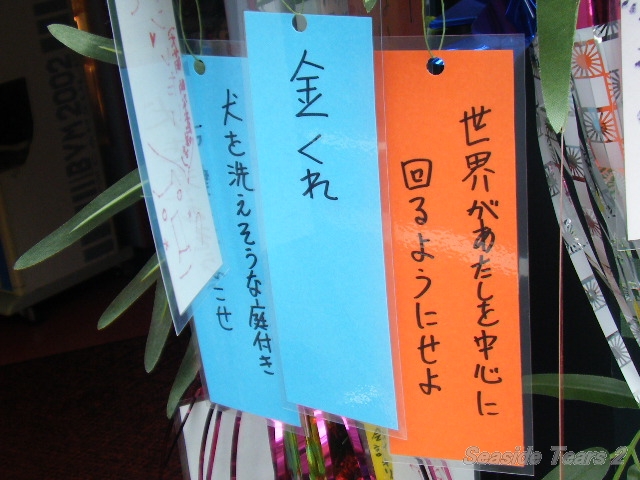 世界があたしを中心に
回るようにせよ
金くれ
犬を洗えそうな庭付き
こせ
IBVM2002
Seaside Tears 2